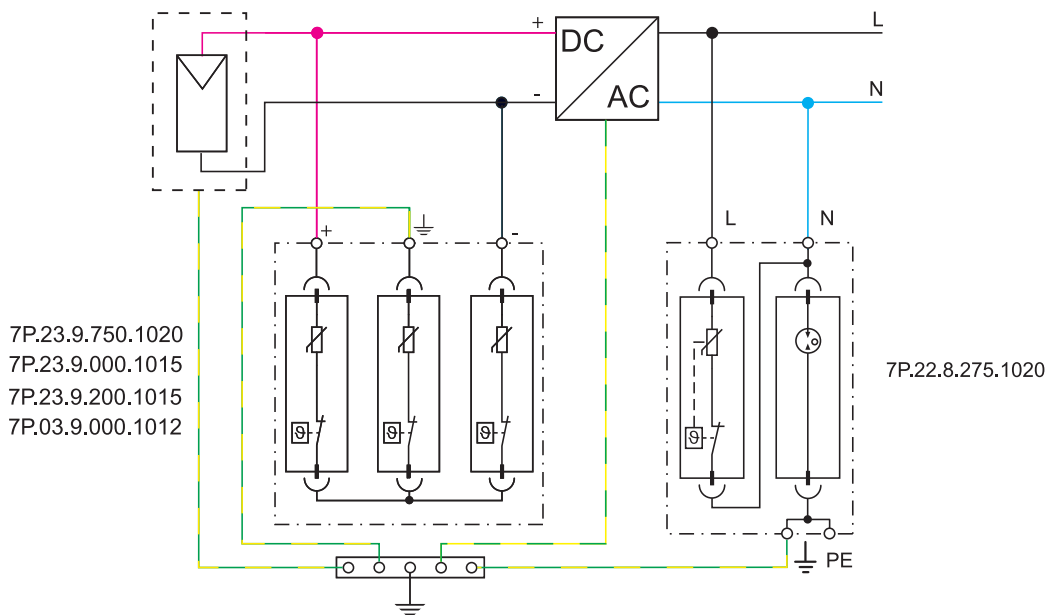 +
DC
AC
-
L
N
+
-
L
N
7P.23.9.750.1020
7P.23.9.000.1015
7P.23.9.200.1015
7P.03.9.000.1012
7P.22.8.275.1020
ϑ
ϑ
ϑ
ϑ
PE